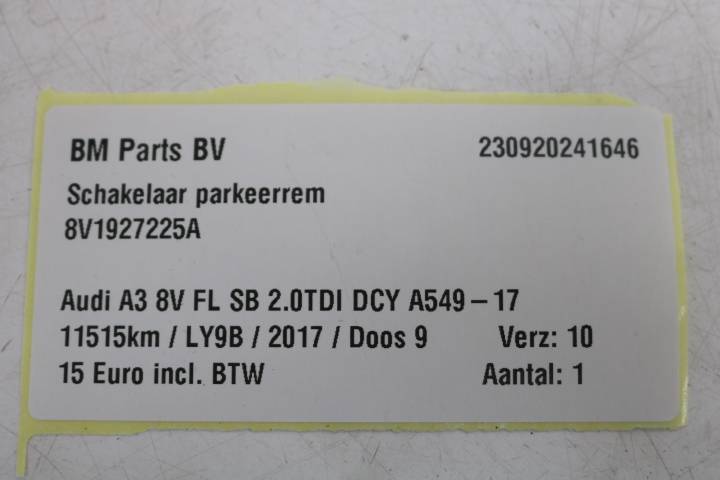 BM Parts BV 230920241646
Schakelaar parkeerrem
8V1927225A
Audi A3 8V FL SB 2.0TDI DCY A549 – 17
11515km / LY9B / 2017 / Doos 9 Verz: 10
15 Euro incl. BTW Aantal: 1